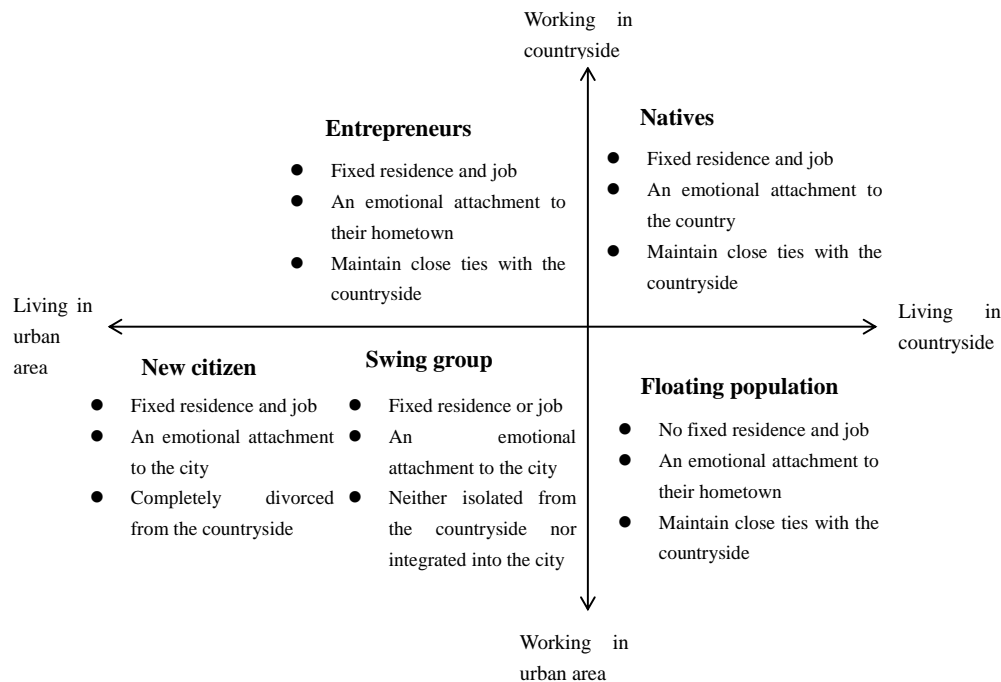 Working in
countryside
Entrepreneurs
● Fixed residence and job
● An emotional attachment to
their hometown
● Maintain close ties with the
countryside
Natives
● Fixed residence and job
● An emotional attachment to
the country
● Maintain close ties with the
countryside
Living in
urban
area
Living in
countryside
New citizen
● Fixed residence and job
● An emotional attachment
to the city
● Completely divorced
from the countryside
Swing group
● Fixed residence or job
● An emotional
attachment to the city
● Neither isolated from
the countryside nor
integrated into the city
Floating population
● No fixed residence and job
● An emotional attachment to
their hometown
● Maintain close ties with the
countryside
Working in
urban area